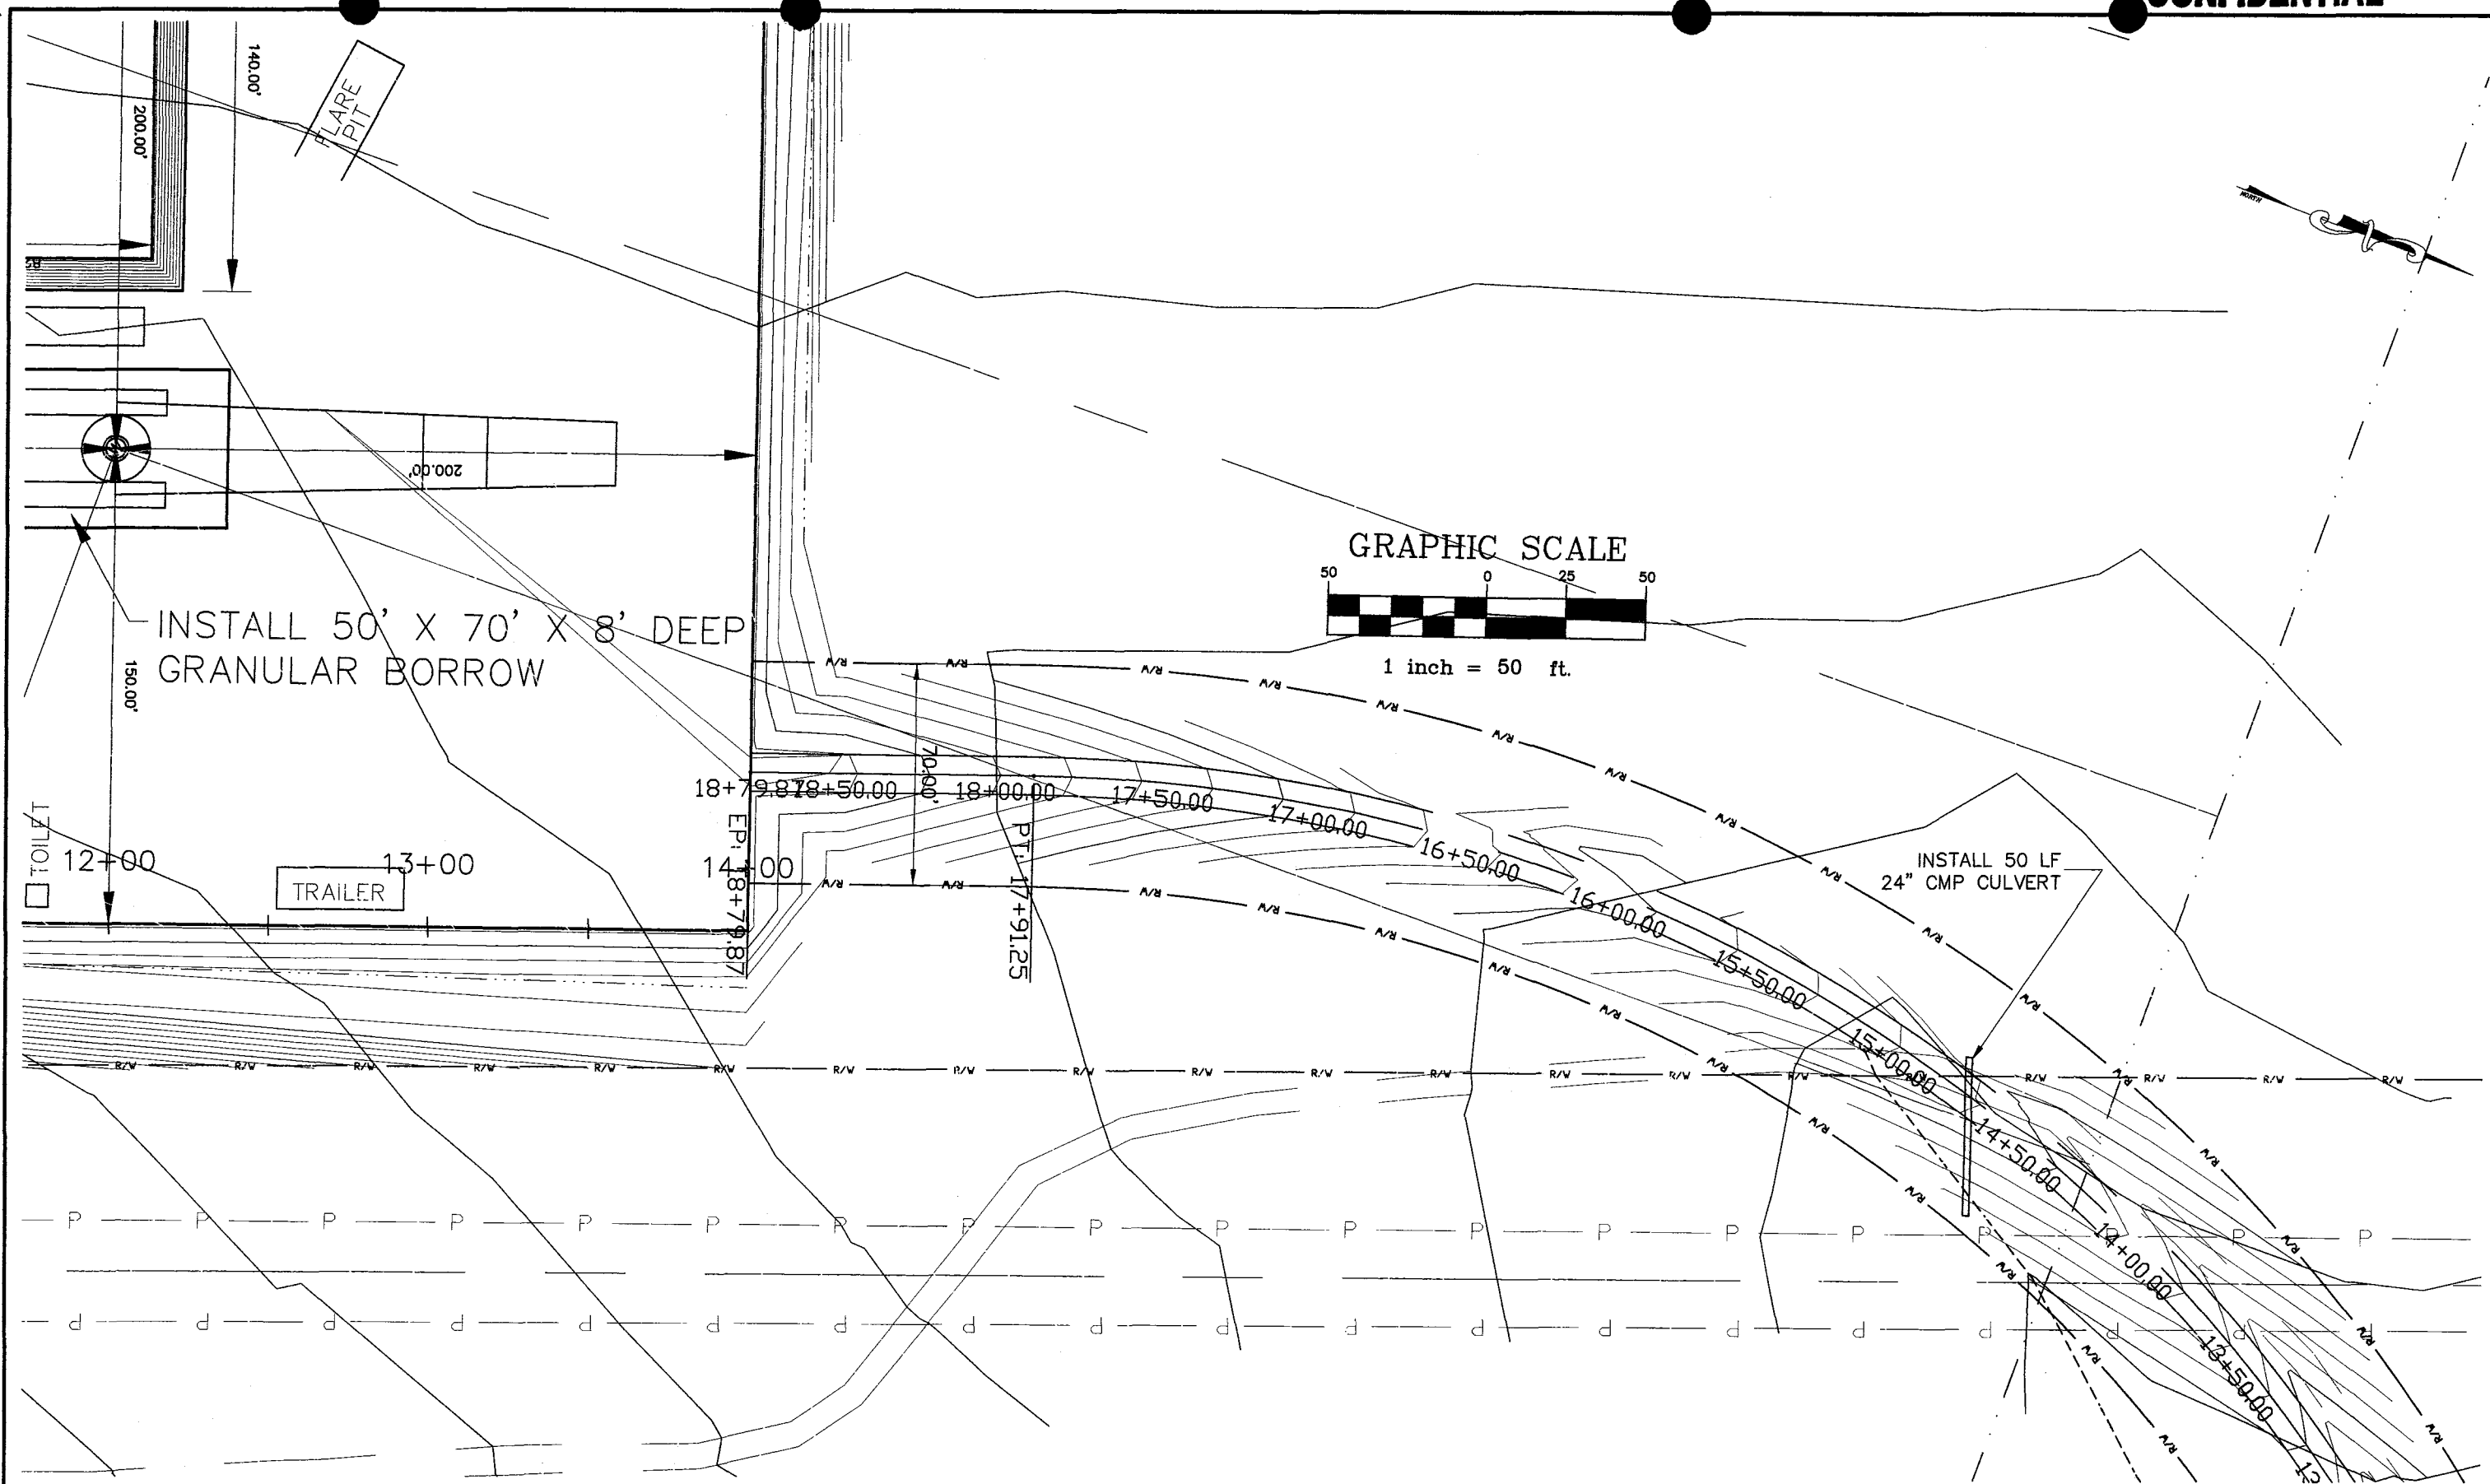 CONFIDENTIAL
140.00'
200.00'
FLARE
PIT
NORTH
200.00'
GRAPHIC SCALE
50 0 25 50
1 inch = 50 ft.
INSTALL 50' X 70' X 8' DEEP
GRANULAR BORROW
150.00'
70.00'
18+79.87
18+50.00
18+00.00
17+50.00
17+00.00
16+50.00
16+00.00
15+50.00
15+00.00
14+50.00
14+00.00
13+50.00
EP: 18+79.87
PT: 17+91.25
TOILET
12+00
13+00
14+00
TRAILER
INSTALL 50 LF
24" CMP CULVERT
R/W R/W R/W R/W R/W R/W R/W R/W R/W R/W R/W R/W R/W R/W R/W R/W R/W R/W R/W R/W
P P P P P P P P P P P P P P P P P P P
P P P P P P P P P P P P P P P P P P P